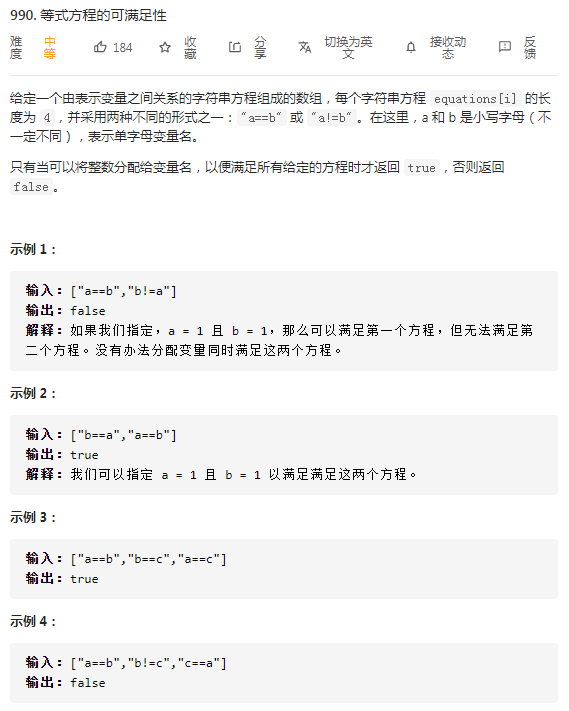 990. 等式方程的可满足性
难度 中等 184 收藏 分享 切换为英文 接收动态 反馈
给定一个由表示变量之间关系的字符串方程组成的数组，每个字符串方程 equations[i] 的长
度为 4，并采用两种不同的形式之一："a==b" 或 "a!=b"。在这里，a 和 b 是小写字母（不
一定不同），表示单字母变量名。
只有当可以将整数分配给变量名，以便满足所有给定的方程时才返回 true，否则返回
false。
示例 1：
输入：["a==b","b!=a"]
输出：false
解释：如果我们指定，a = 1 且 b = 1，那么可以满足第一个方程，但无法满足第
二个方程。没有办法分配变量同时满足这两个方程。
示例 2：
输入：["b==a","a==b"]
输出：true
解释：我们可以指定 a = 1 且 b = 1 以满足满足这两个方程。
示例 3：
输入：["a==b","b==c","a==c"]
输出：true
示例 4：
输入：["a==b","b!=c","c==a"]
输出：false